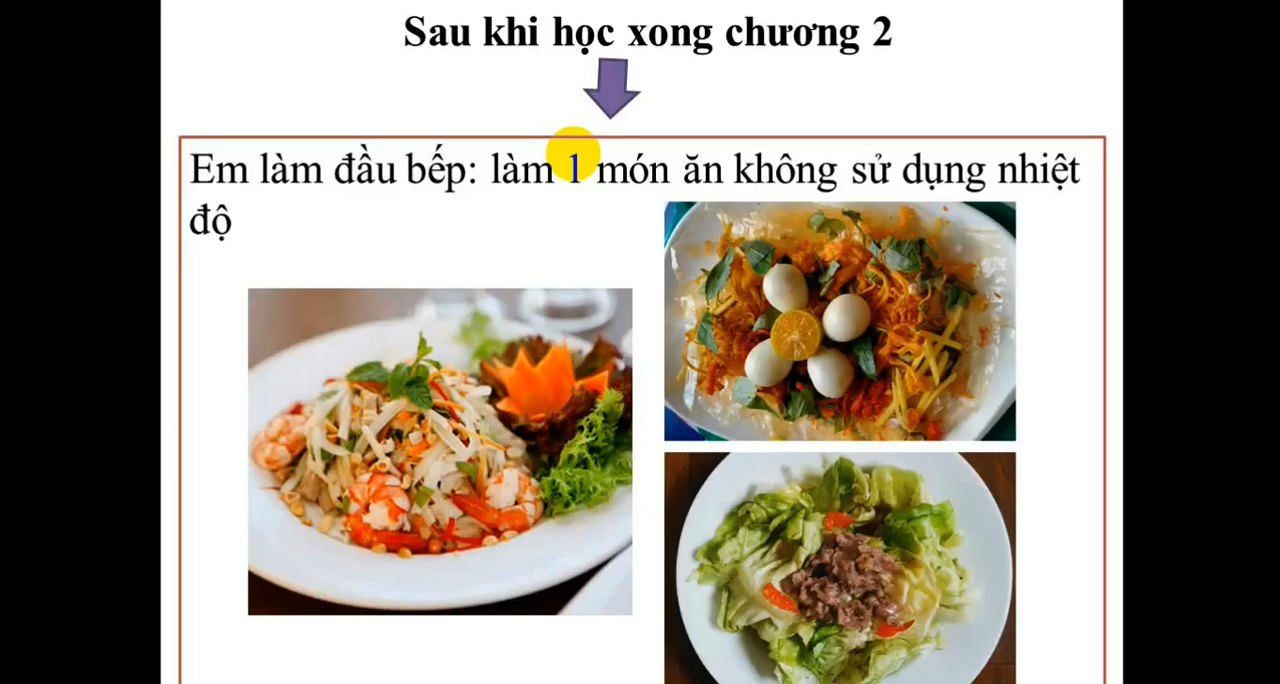 Sau khi học xong chương 2
Em làm đầu bếp: làm 1 món ăn không sử dụng nhiệt
độ